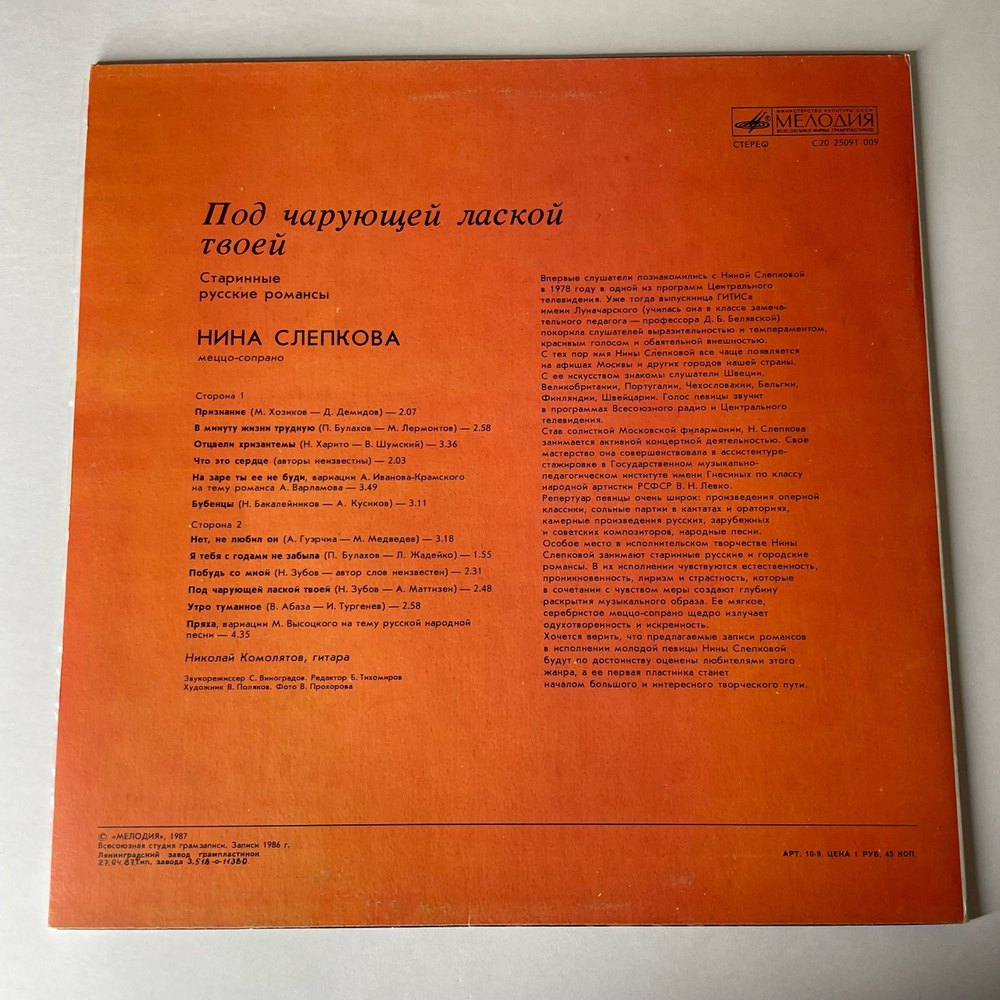 МИНИСТЕРСТВО КУЛЬТУРЫ СССР
МЕЛОДИЯ
ВСЕСОЮЗНАЯ ФИРМА ГРАМПЛАСТИНОК
СТЕРЕО С20 25091 009
Под чарующей лаской
твоей
Старинные
русские романсы
НИНА СЛЕПКОВА
меццо-сопрано
Сторона 1
Признание (М. Хозиков — Д. Демидов) — 2.07
В минуту жизни трудную (П. Булахов — М. Лермонтов) — 2.58
Отцвели хризантемы (Н. Харито — В. Шумский) — 3.36
Что это сердце (авторы неизвестны) — 2.03
На заре ты ее не буди, вариации А. Иванова-Крамского
на тему романса А. Варламова — 3.49
Бубенцы (Н. Бакалейников — А. Кусиков) — 3.11
Сторона 2
Нет, не любил он (А. Гуэрчиа — М. Медведев) — 3.18
Я тебя с годами не забыла (П. Булахов — Л. Жадейко) — 1.55
Побудь со мной (Н. Зубов — автор слов неизвестен) — 2.31
Под чарующей лаской твоей (Н. Зубов — А. Маттизен) — 2.48
Утро туманное (В. Абаза — И. Тургенев) — 2.58
Пряха, вариации М. Высоцкого на тему русской народной
песни — 4.35
Николай Комолятов, гитара
Звукорежиссер С. Виноградов. Редактор Б. Тихомиров
Художник В. Поляков. Фото В. Прохорова
Впервые слушатели познакомились с Ниной Слепковой
в 1978 году в одной из программ Центрального
телевидения. Уже тогда выпускница ГИТИСа
имени Луначарского (училась она в классе замеча-
тельного педагога — профессора Д. Б. Белявской)
покорила слушателей выразительностью и темпераментом,
красивым голосом и обаятельной внешностью.
С тех пор имя Нины Слепковой все чаще появляется
на афишах Москвы и других городов нашей страны.
С ее искусством знакомы слушатели Швеции,
Великобритании, Португалии, Чехословакии, Бельгии,
Финляндии, Швейцарии. Голос певицы звучит
в программах Всесоюзного радио и Центрального
телевидения.
Став солисткой Московской филармонии, Н. Слепкова
занимается активной концертной деятельностью. Свое
мастерство она совершенствовала в ассистентуре-
стажировке в Государственном музыкально-
педагогическом институте имени Гнесиных по классу
народной артистки РСФСР В. Н. Левко.
Репертуар певицы очень широк: произведения оперной
классики, сольные партии в кантатах и ораториях,
камерные произведения русских, зарубежных
и советских композиторов, народные песни.
Особое место в исполнительском творчестве Нины
Слепковой занимают старинные русские и городские
романсы. В их исполнении чувствуются естественность,
проникновенность, лиризм и страстность, которые
в сочетании с чувством меры создают глубину
раскрытия музыкального образа. Ее мягкое,
серебристое меццо-сопрано щедро излучает
одухотворенность и искренность.
Хочется верить, что предлагаемые записи романсов
в исполнении молодой певицы Нины Слепковой
будут по достоинству оценены любителями этого
жанра, а ее первая пластинка станет
началом большого и интересного творческого пути.
© «МЕЛОДИЯ», 1987
Всесоюзная студия грамзаписи. Записи 1986 г.
Ленинградский завод грампластинок
27.04.87 Тип. завода З.518-0-11380
АРТ. 10-9. ЦЕНА 1 РУБ. 45 КОП.